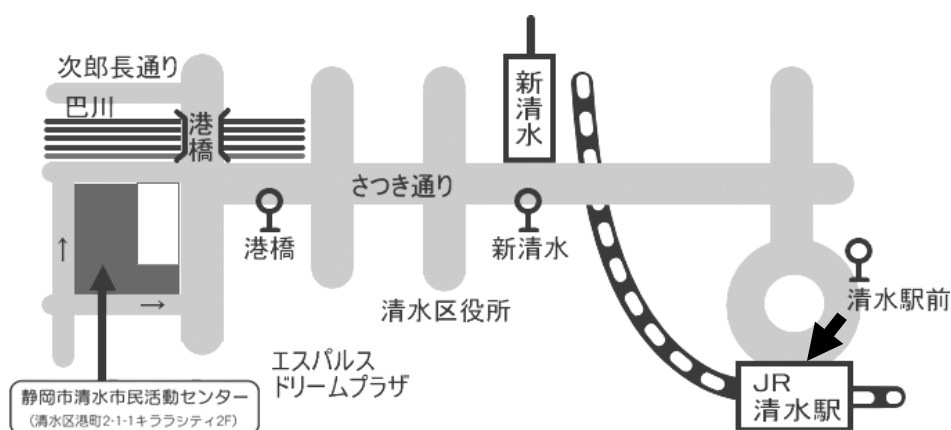 次郎長通り
巴川
港橋
新清水
さつき通り
港橋
新清水
清水区役所
清水駅前
エスパルス
ドリームプラザ
JR
清水駅
静岡市清水市民活動センター
(清水区港町2-1-1キララシティ2F)